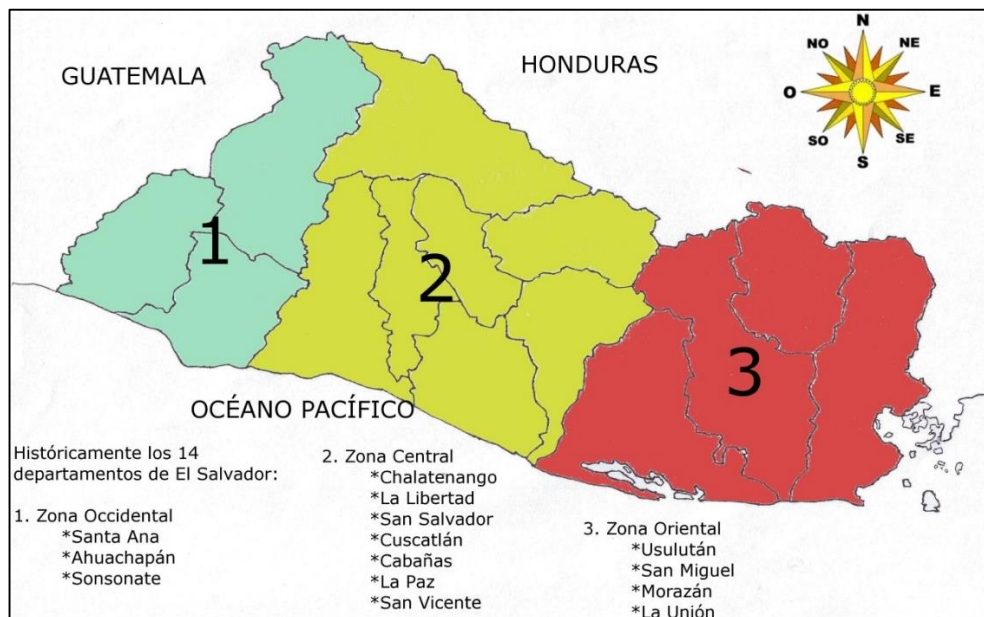 GUATEMALA
HONDURAS
N
NO
NE
O
E
SO
SE
S
1
2
3
OCÉANO PACÍFICO
Históricamente los 14
departamentos de El Salvador:
1. Zona Occidental
*Santa Ana
*Ahuachapán
*Sonsonate
2. Zona Central
*Chalatenango
*La Libertad
*San Salvador
*Cuscatlán
*Cabañas
*La Paz
*San Vicente
3. Zona Oriental
*Usulután
*San Miguel
*Morazán
*La Unión